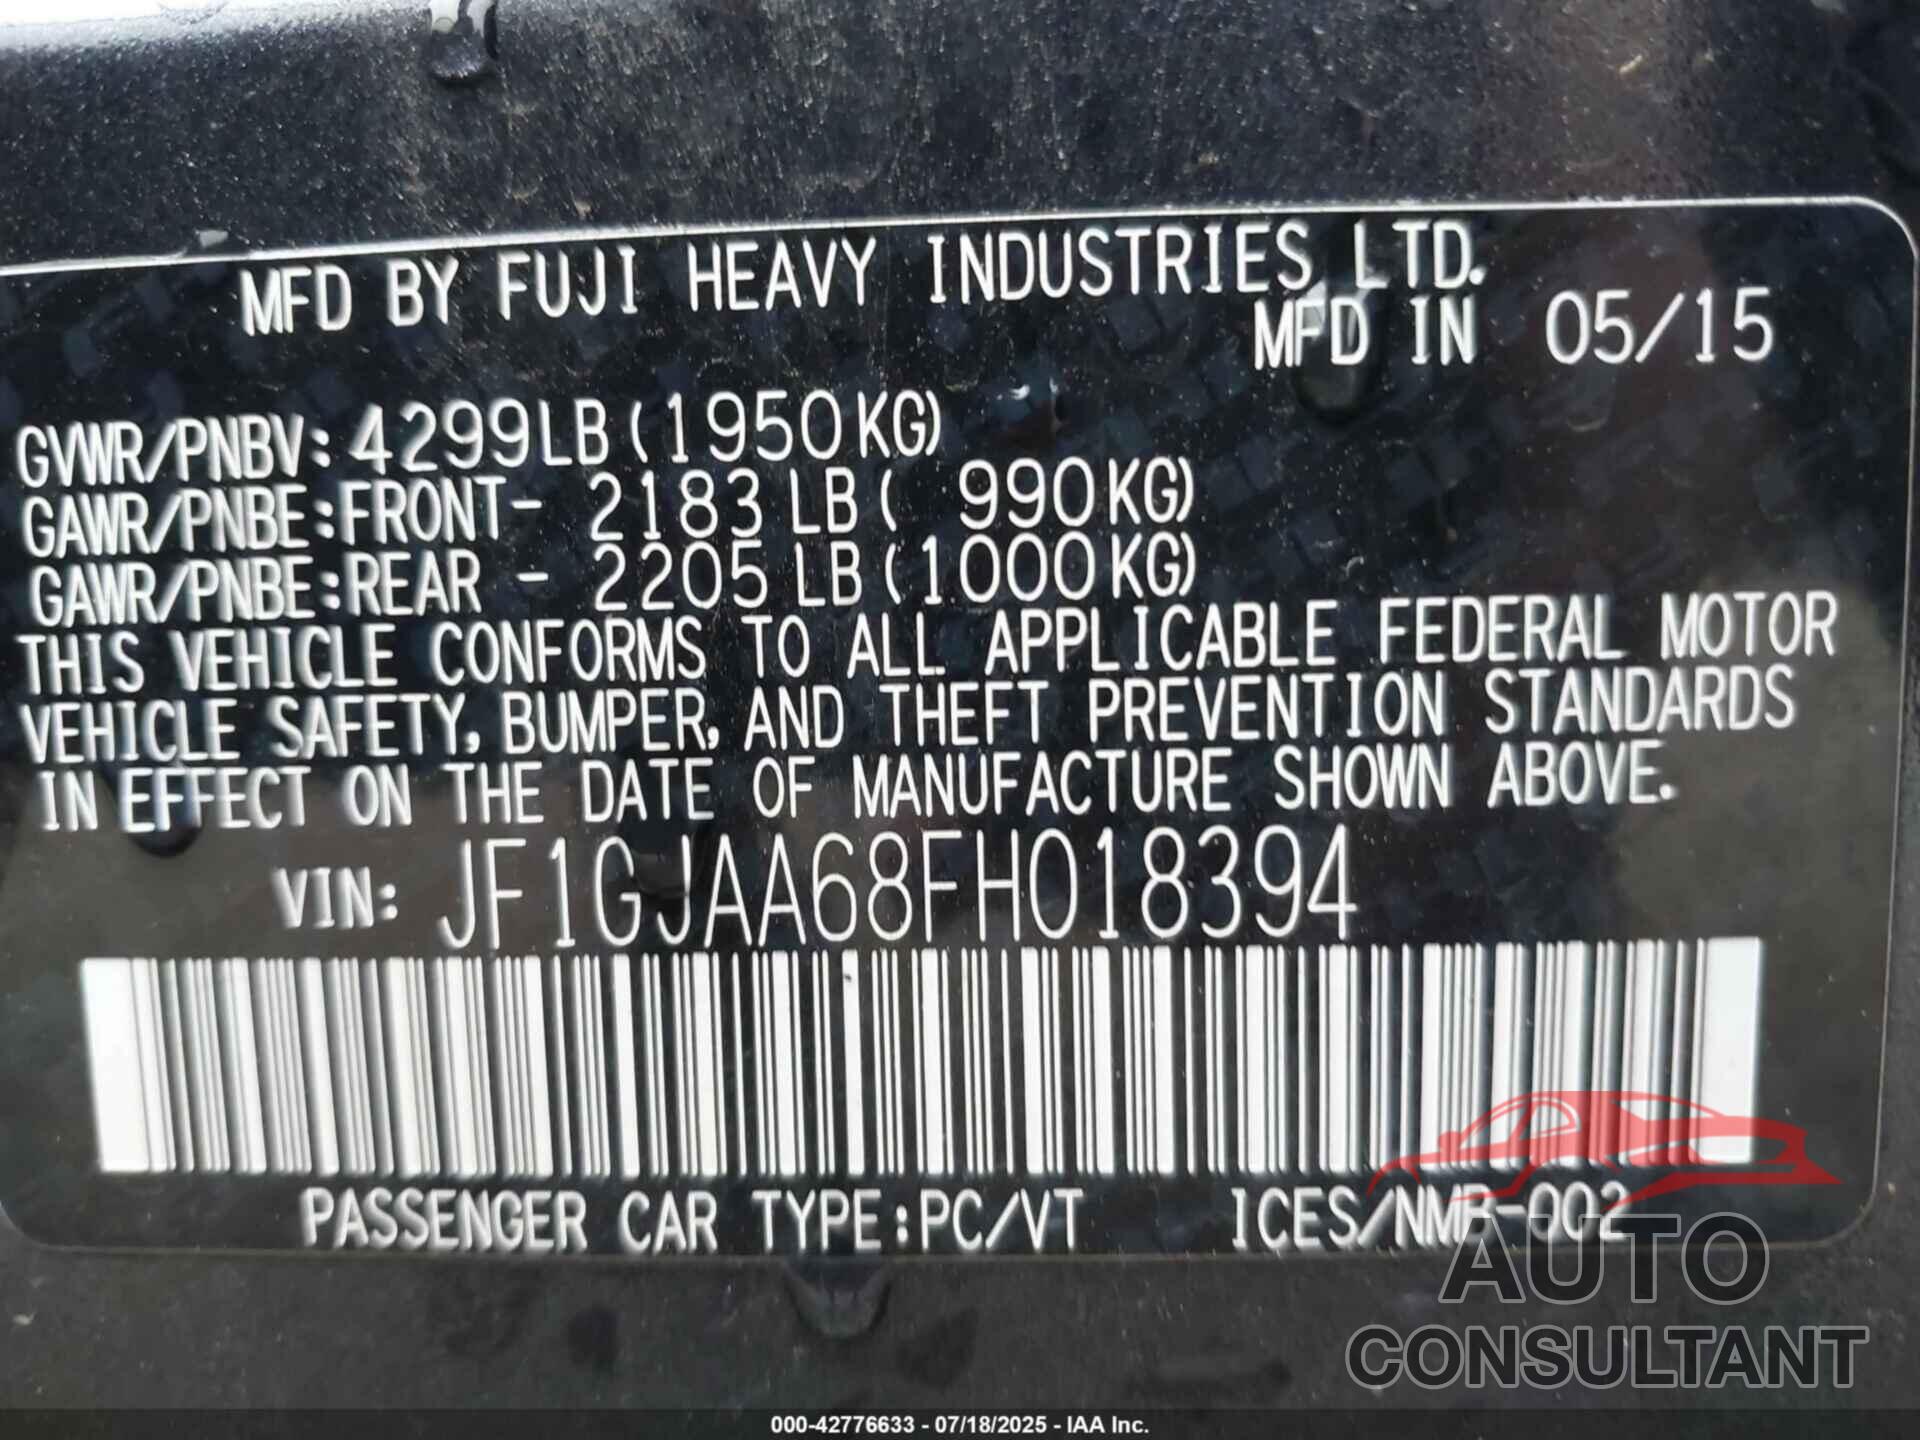 MFD BY FUJI HEAVY INDUSTRIES LTD.
MFD IN 05/15
GVWR/PNBV: 4299LB (1950KG)
GAWR/PNBE: FRONT- 2183 LB ( 990KG)
GAWR/PNBE: REAR - 2205 LB (1000KG)
THIS VEHICLE CONFORMS TO ALL APPLICABLE FEDERAL MOTOR
VEHICLE SAFETY, BUMPER, AND THEFT PREVENTION STANDARDS
IN EFFECT ON THE DATE OF MANUFACTURE SHOWN ABOVE.
VIN: JF1GJAA68FH018394
PASSENGER CAR TYPE: PC/VT ICES/NMB-002
AUTO
CONSULTANT
000-42776633 - 07/18/2025 - IAA Inc.